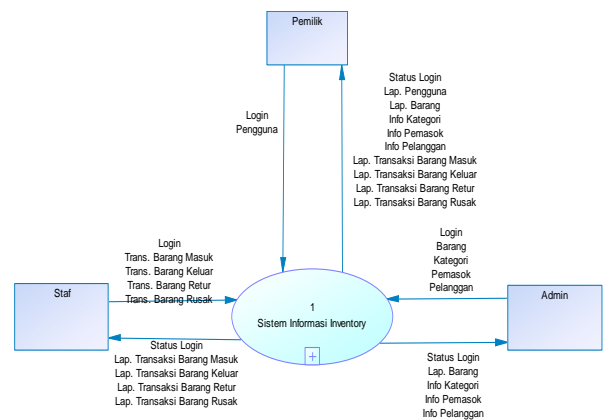 Pemilik
Login
Pengguna
Status Login
Lap. Pengguna
Lap. Barang
Info Kategori
Info Pemasok
Info Pelanggan
Lap. Transaksi Barang Masuk
Lap. Transaksi Barang Keluar
Lap. Transaksi Barang Retur
Lap. Transaksi Barang Rusak
Login
Trans. Barang Masuk
Trans. Barang Keluar
Trans. Barang Retur
Trans. Barang Rusak
Login
Barang
Kategori
Pemasok
Pelanggan
Staf
1
Sistem Informasi Inventory
Admin
Status Login
Lap. Transaksi Barang Masuk
Lap. Transaksi Barang Keluar
Lap. Transaksi Barang Retur
Lap. Transaksi Barang Rusak
Status Login
Lap. Barang
Info Kategori
Info Pemasok
Info Pelanggan